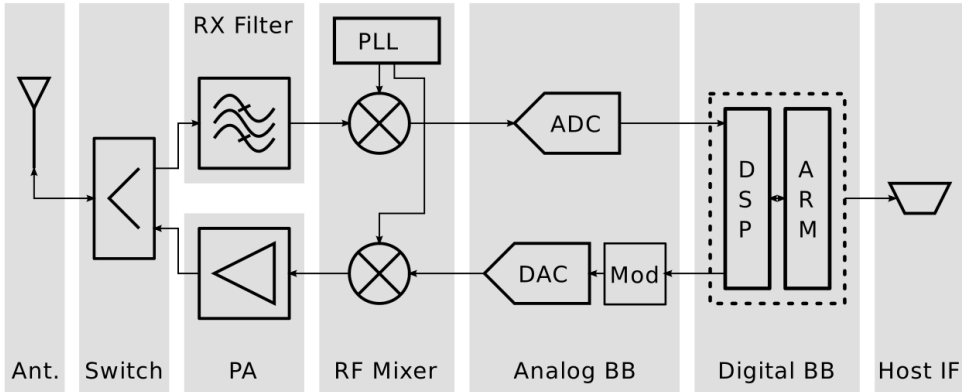 RX Filter
PLL
ADC
D
S
P
A
R
M
DAC
Mod
Ant.
Switch
PA
RF Mixer
Analog BB
Digital BB
Host IF